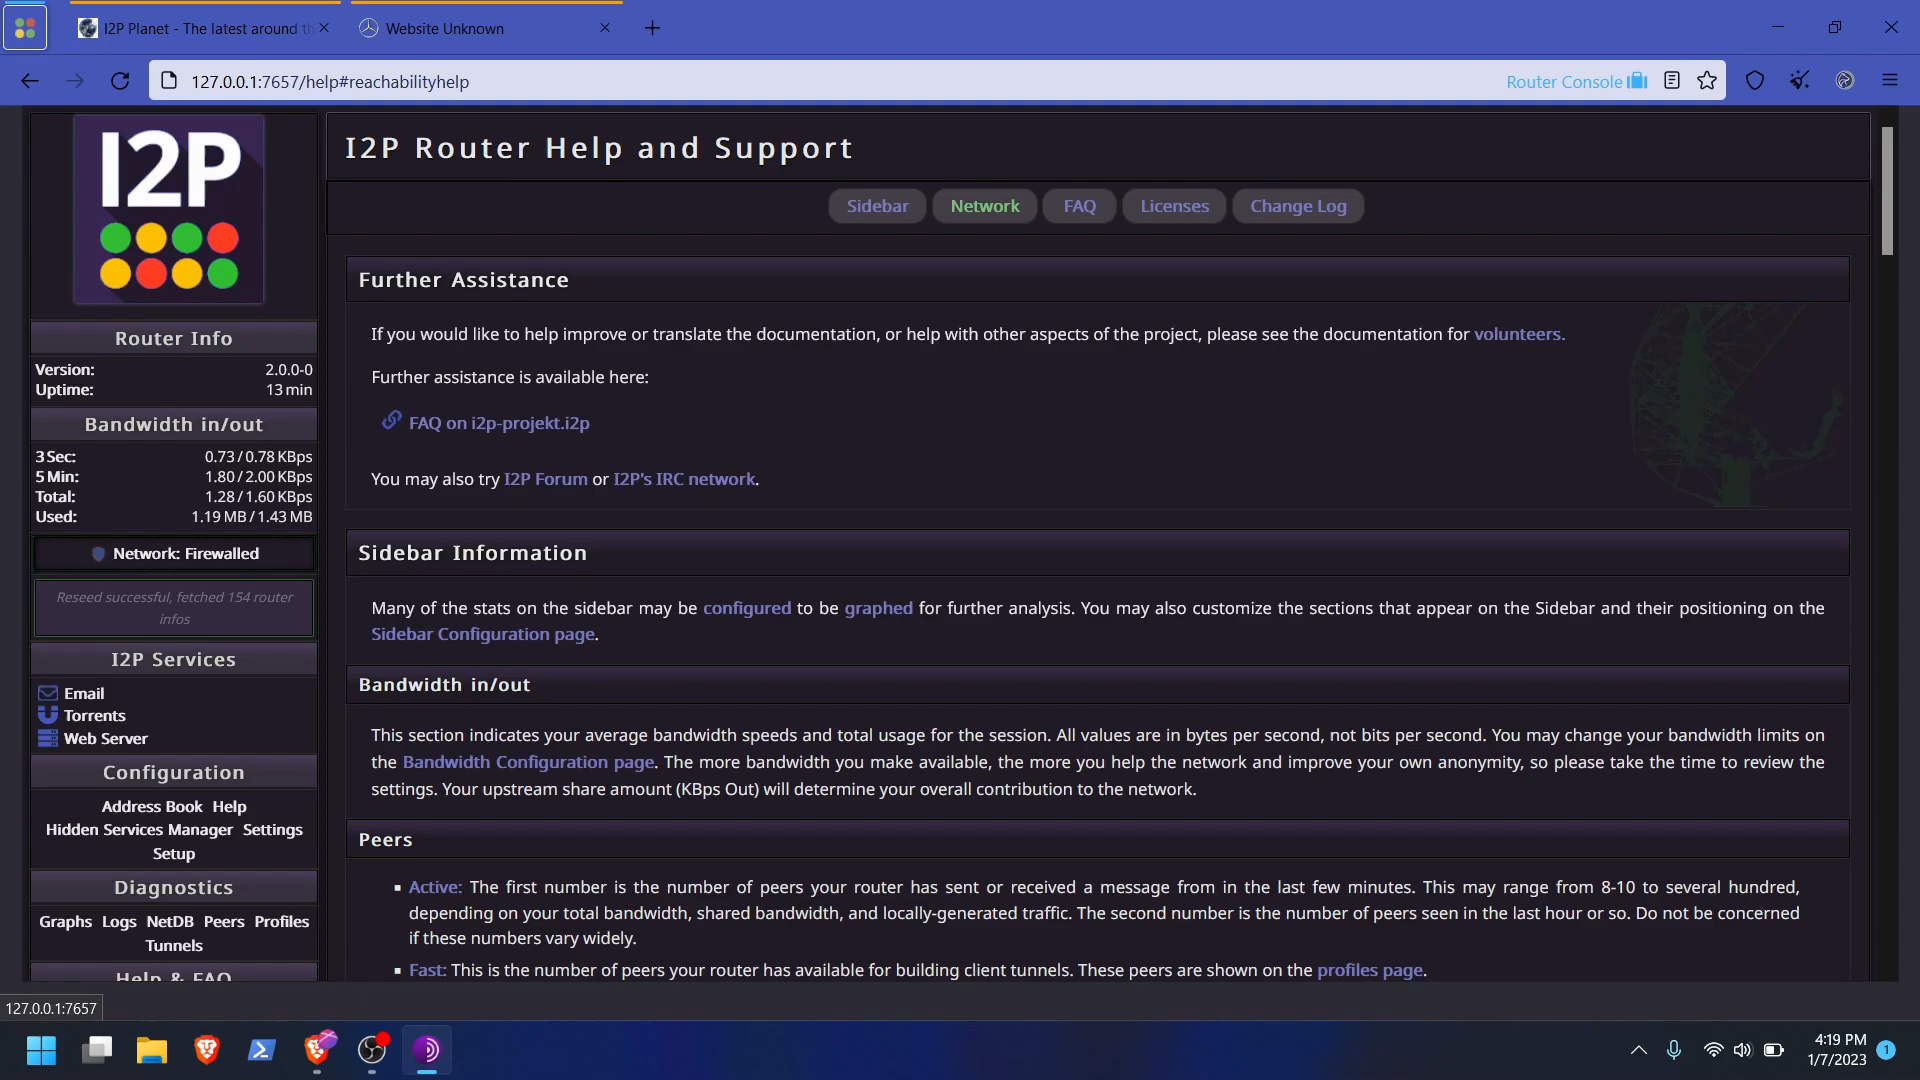 I2P Planet - The latest around th
Website Unknown
127.0.0.1:7657/help#reachabilityhelp
Router Console
I2P
Router Info
Version: 2.0.0-0
Uptime: 13 min
Bandwidth in/out
3 Sec: 0.73 / 0.78 KBps
5 Min: 1.80 / 2.00 KBps
Total: 1.28 / 1.60 KBps
Used: 1.19 MB / 1.43 MB
Network: Firewalled
Reseed successful, fetched 154 router
infos
I2P Services
Email
Torrents
Web Server
Configuration
Address Book Help
Hidden Services Manager Settings
Setup
Diagnostics
Graphs Logs NetDB Peers Profiles
Tunnels
Help & FAQ
I2P Router Help and Support
Sidebar Network FAQ Licenses Change Log
Further Assistance
If you would like to help improve or translate the documentation, or help with other aspects of the project, please see the documentation for volunteers.
Further assistance is available here:
FAQ on i2p-projekt.i2p
You may also try I2P Forum or I2P's IRC network.
Sidebar Information
Many of the stats on the sidebar may be configured to be graphed for further analysis. You may also customize the sections that appear on the Sidebar and their positioning on the
Sidebar Configuration page.
Bandwidth in/out
This section indicates your average bandwidth speeds and total usage for the session. All values are in bytes per second, not bits per second. You may change your bandwidth limits on
the Bandwidth Configuration page. The more bandwidth you make available, the more you help the network and improve your own anonymity, so please take the time to review the
settings. Your upstream share amount (KBps Out) will determine your overall contribution to the network.
Peers
▪ Active: The first number is the number of peers your router has sent or received a message from in the last few minutes. This may range from 8-10 to several hundred,
depending on your total bandwidth, shared bandwidth, and locally-generated traffic. The second number is the number of peers seen in the last hour or so. Do not be concerned
if these numbers vary widely.
▪ Fast: This is the number of peers your router has available for building client tunnels. These peers are shown on the profiles page.
127.0.0.1:7657
4:19 PM
1/7/2023
1